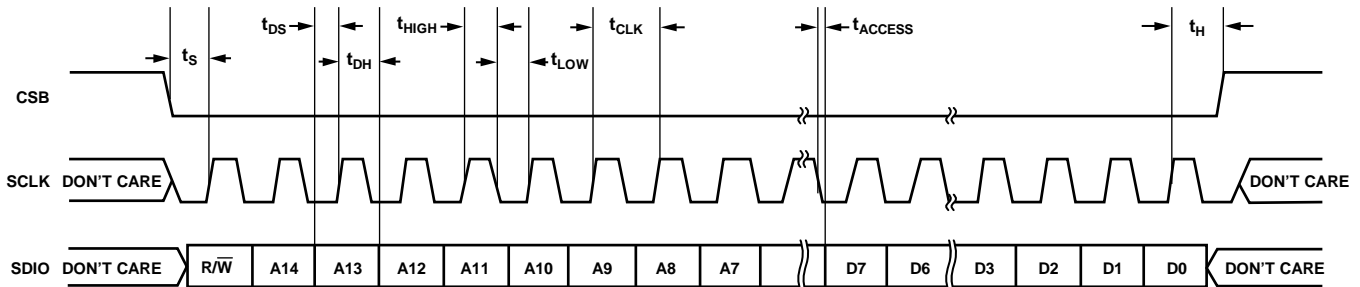 tDS
tHIGH
tCLK
tACCESS
tH
tS
tDH
tLOW
CSB
SCLK DON'T CARE DON'T CARE
SDIO DON'T CARE R/W̅ A14 A13 A12 A11 A10 A9 A8 A7 D7 D6 D3 D2 D1 D0 DON'T CARE